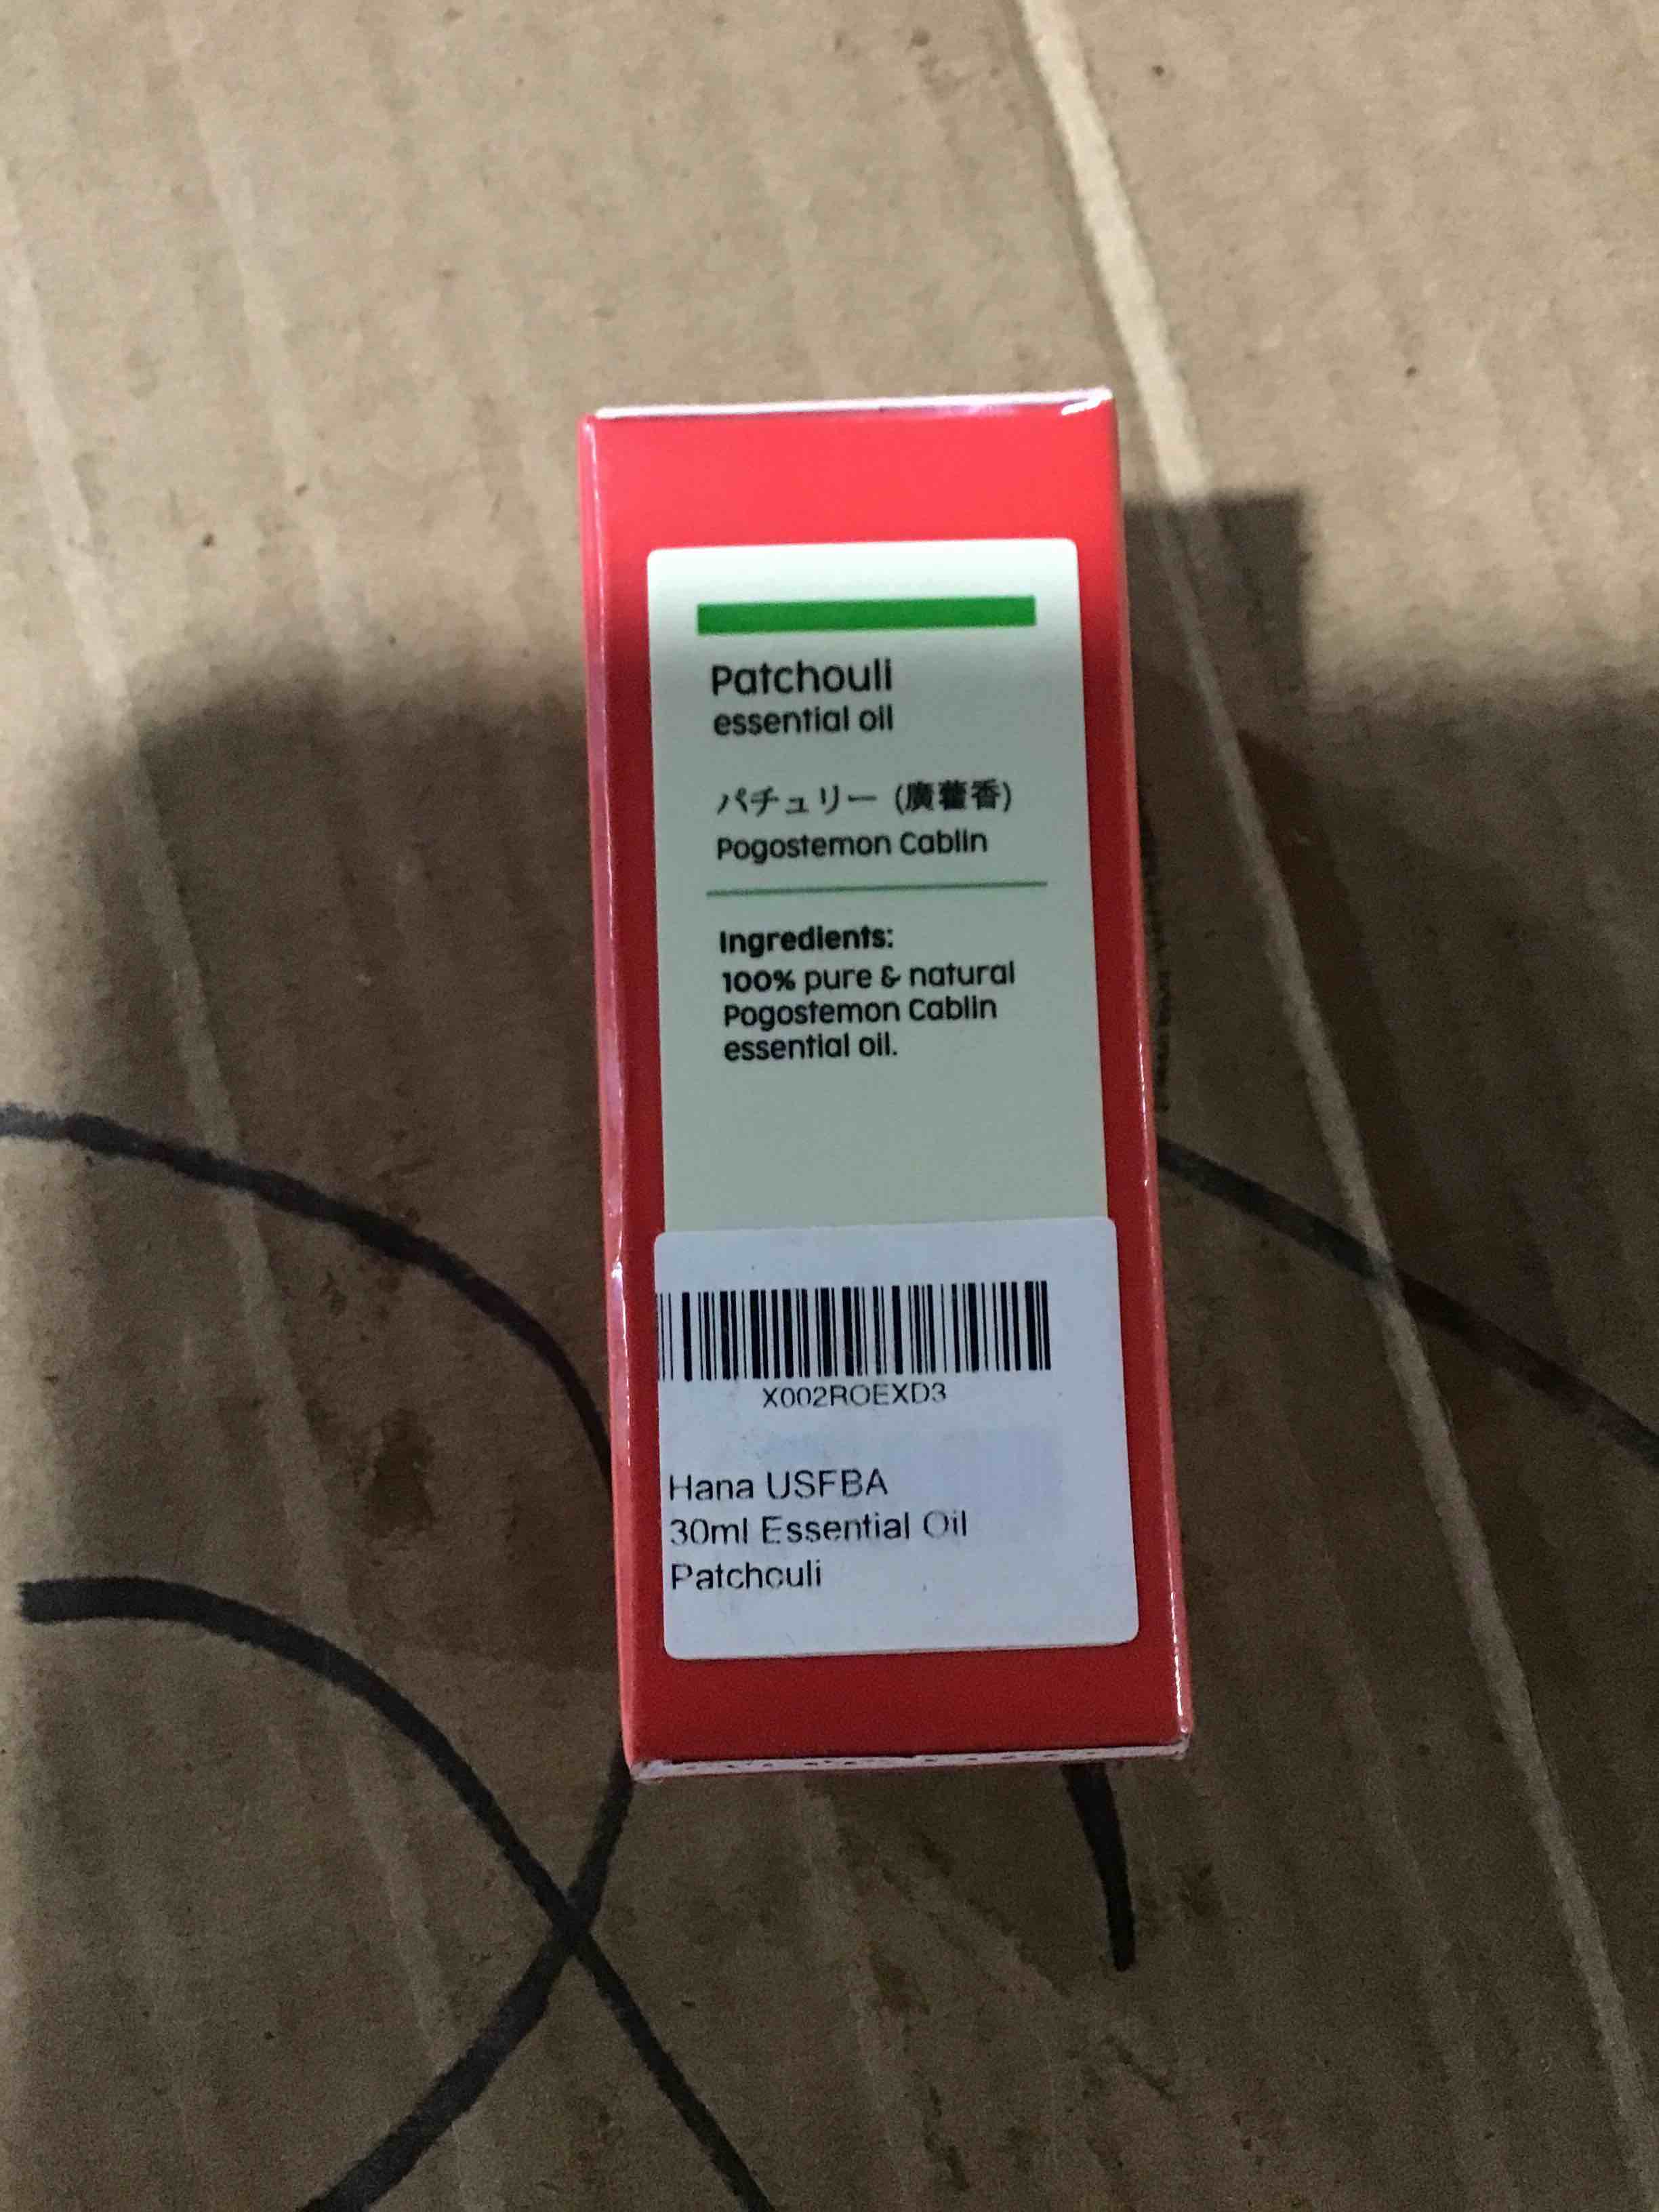 Patchouli
essential oil
パチュリー (廣藿香)
Pogostemon Cablin
Ingredients:
100% pure & natural
Pogostemon Cablin
essential oil.
X002ROEXD3
Hana USFBA
30ml Essential Oil
Patchouli